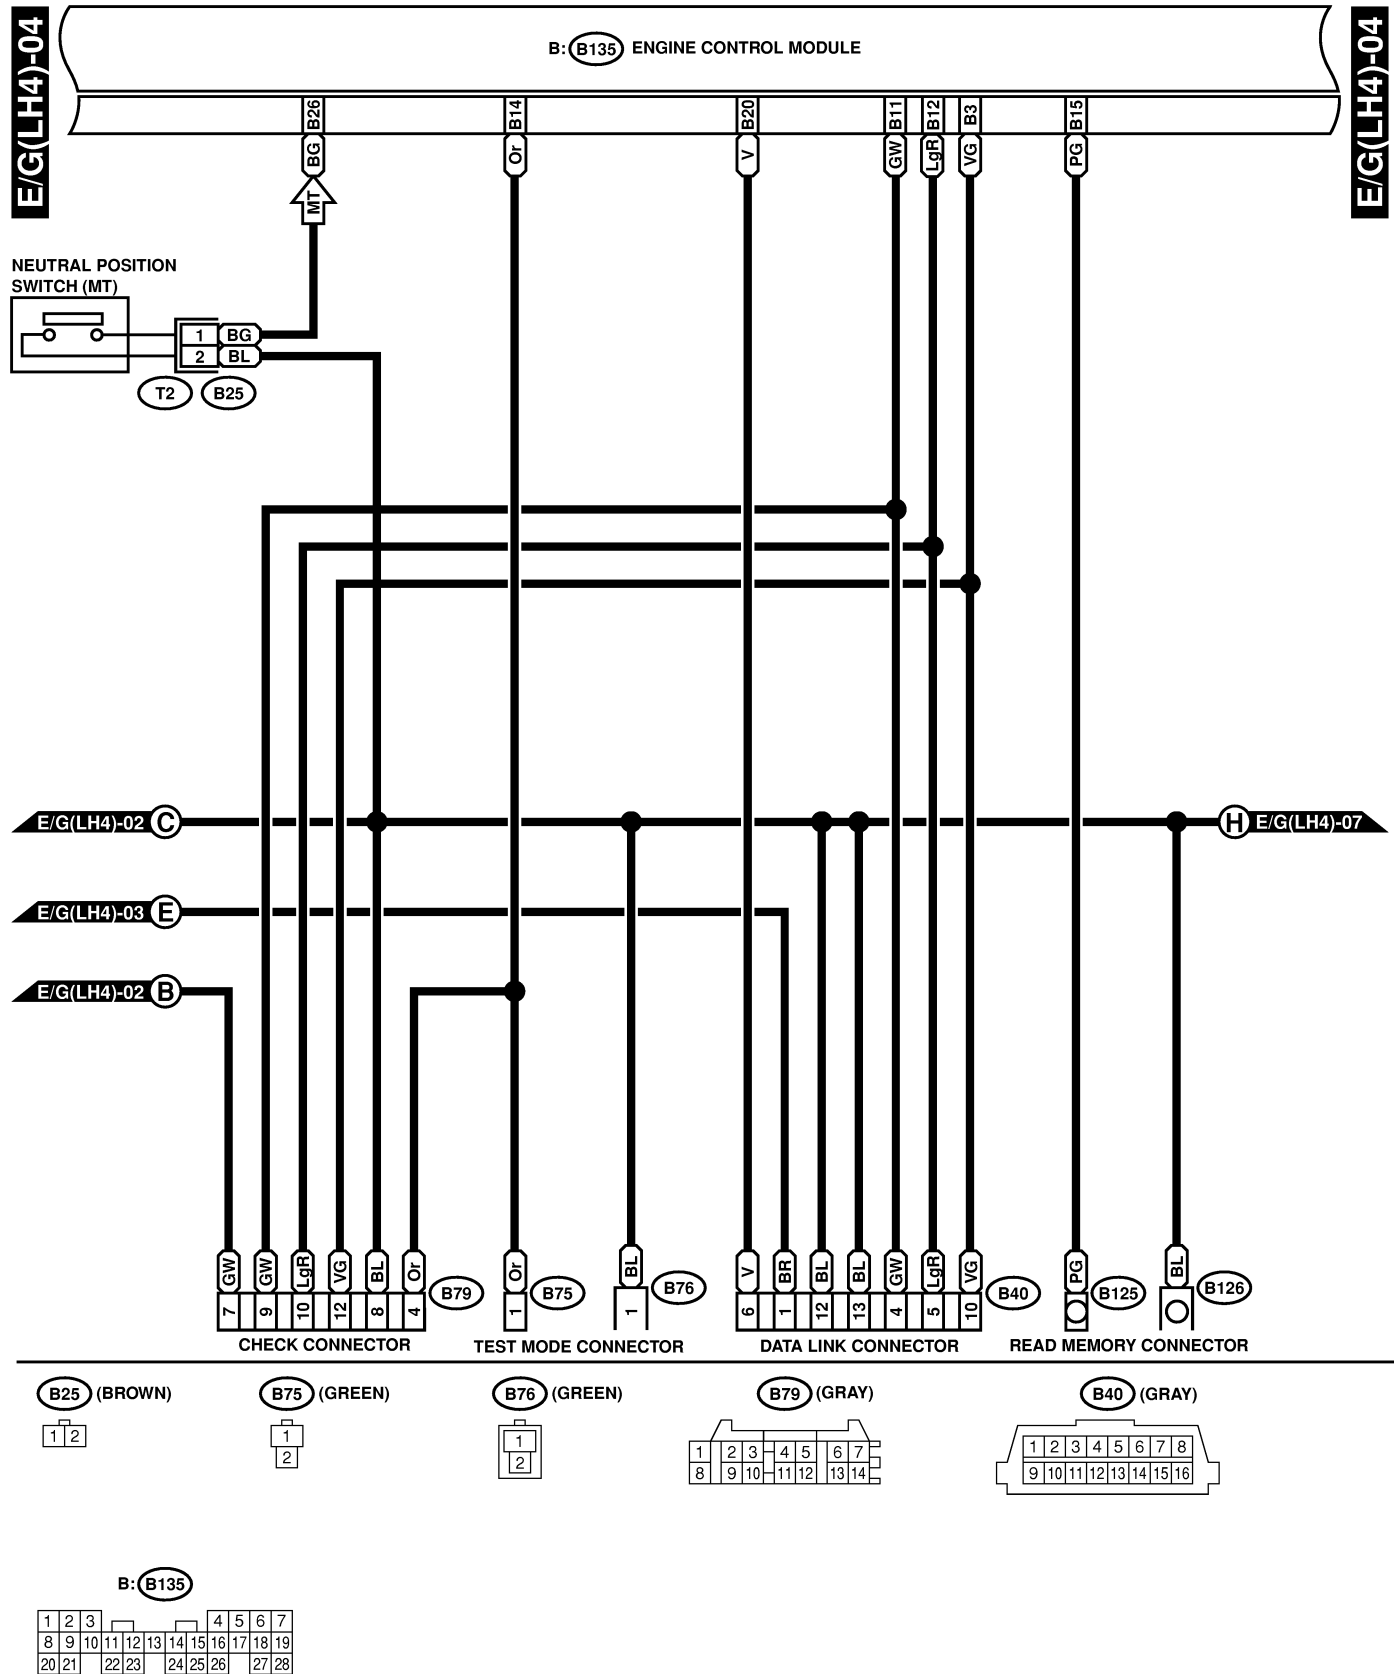 E/G(LH4)-04
B: B135 ENGINE CONTROL MODULE
E/G(LH4)-04
B26 B14 B20 B11 B12 B3 B15
BG Or V GW LgR VG PG
MT
NEUTRAL POSITION
SWITCH (MT)
1 BG
2 BL
T2 B25
E/G(LH4)-02 C
H E/G(LH4)-07
E/G(LH4)-03 E
E/G(LH4)-02 B
GW GW LgR VG BL Or Or BL V BR BL BL GW LgR VG PG BL
7 9 10 12 8 4 B79 1 B75 1 B76 6 1 12 13 4 5 10 B40 B125 B126
CHECK CONNECTOR
TEST MODE CONNECTOR
DATA LINK CONNECTOR
READ MEMORY CONNECTOR
B25 (BROWN)
1 2
B75 (GREEN)
1
2
B76 (GREEN)
1
2
B79 (GRAY)
1 2 3 4 5 6 7
8 9 10 11 12 13 14
B40 (GRAY)
1 2 3 4 5 6 7 8
9 10 11 12 13 14 15 16
B: B135
1 2 3 4 5 6 7
8 9 10 11 12 13 14 15 16 17 18 19
20 21 22 23 24 25 26 27 28